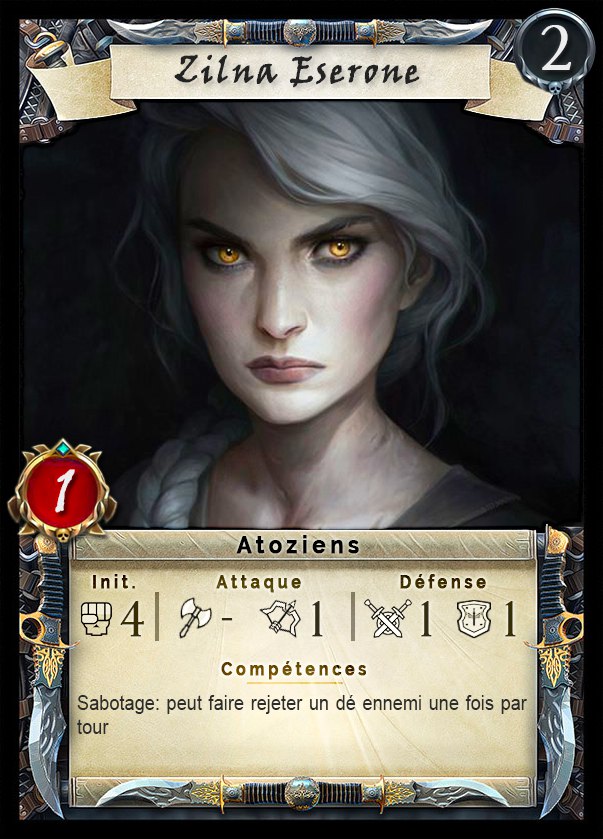 Zilna Eserone
2
1
Atoziens
Init. Attaque Défense
4 - 1 1 1
Compétences
Sabotage: peut faire rejeter un dé ennemi une fois par
tour